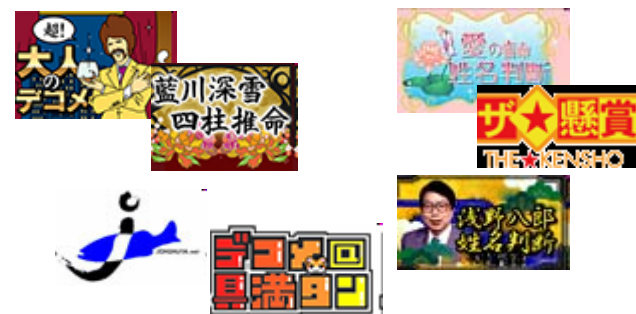 超!
大人
の
デコメ
藍川深雪
四柱推命
愛の宿命
姓名判断
ザ★懸賞
THE★KENSHO
浅野八郎
姓名判断
デコメ@
具満タン